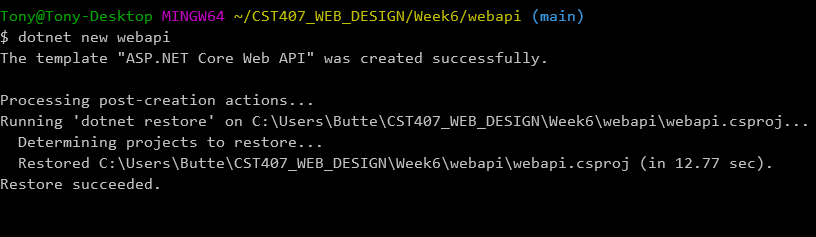 Tony@Tony-Desktop MINGW64 ~/CST407_WEB_DESIGN/Week6/webapi (main)
$ dotnet new webapi
The template "ASP.NET Core Web API" was created successfully.
Processing post-creation actions...
Running 'dotnet restore' on C:\Users\Butte\CST407_WEB_DESIGN\Week6\webapi\webapi.csproj...
  Determining projects to restore...
  Restored C:\Users\Butte\CST407_WEB_DESIGN\Week6\webapi\webapi.csproj (in 12.77 sec).
Restore succeeded.